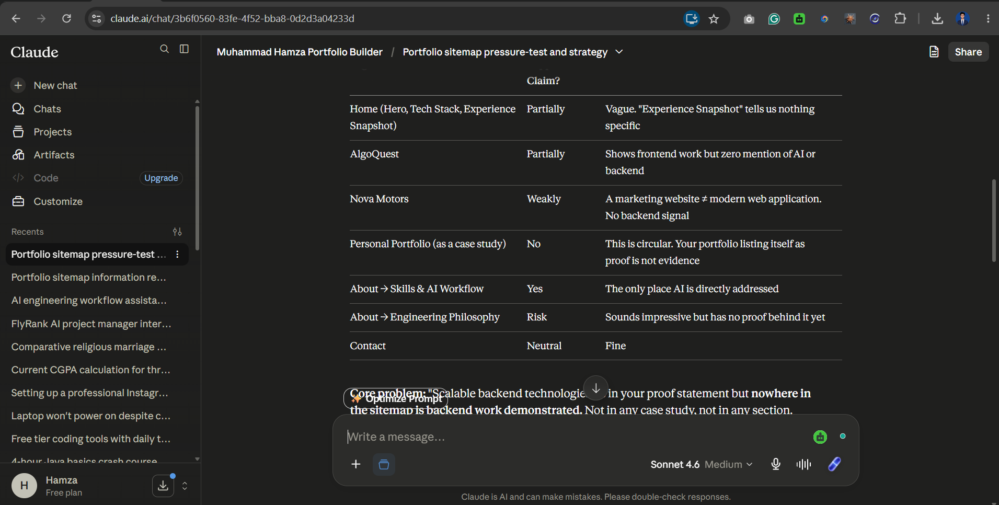 claude.ai/chat/3b6f0560-83fe-4f52-bba8-0d2d3a04233d
Claude
New chat
Chats
Projects
Artifacts
Code
Upgrade
Customize
Recents
Portfolio sitemap pressure-test ...
Portfolio sitemap information re...
AI engineering workflow assista...
FlyRank AI project manager inter...
Comparative religious marriage ...
Current CGPA calculation for thr...
Setting up a professional Instagr...
Laptop won't power on despite c...
Free tier coding tools with daily t...
4-hour Java basics crash course
H
Hamza
Free plan
Muhammad Hamza Portfolio Builder / Portfolio sitemap pressure-test and strategy
Share
Claim?
Home (Hero, Tech Stack, Experience Snapshot) Partially Vague. "Experience Snapshot" tells us nothing specific
AlgoQuest Partially Shows frontend work but zero mention of AI or backend
Nova Motors Weakly A marketing website ≠ modern web application. No backend signal
Personal Portfolio (as a case study) No This is circular. Your portfolio listing itself as proof is not evidence
About → Skills & AI Workflow Yes The only place AI is directly addressed
About → Engineering Philosophy Risk Sounds impressive but has no proof behind it yet
Contact Neutral Fine
Core problem: "Scalable backend technologie in your proof statement but nowhere in
Optimize Prompt
the sitemap is backend work demonstrated. Not in any case study, not in any section.
Write a message...
Sonnet 4.6 Medium
Claude is AI and can make mistakes. Please double-check responses.